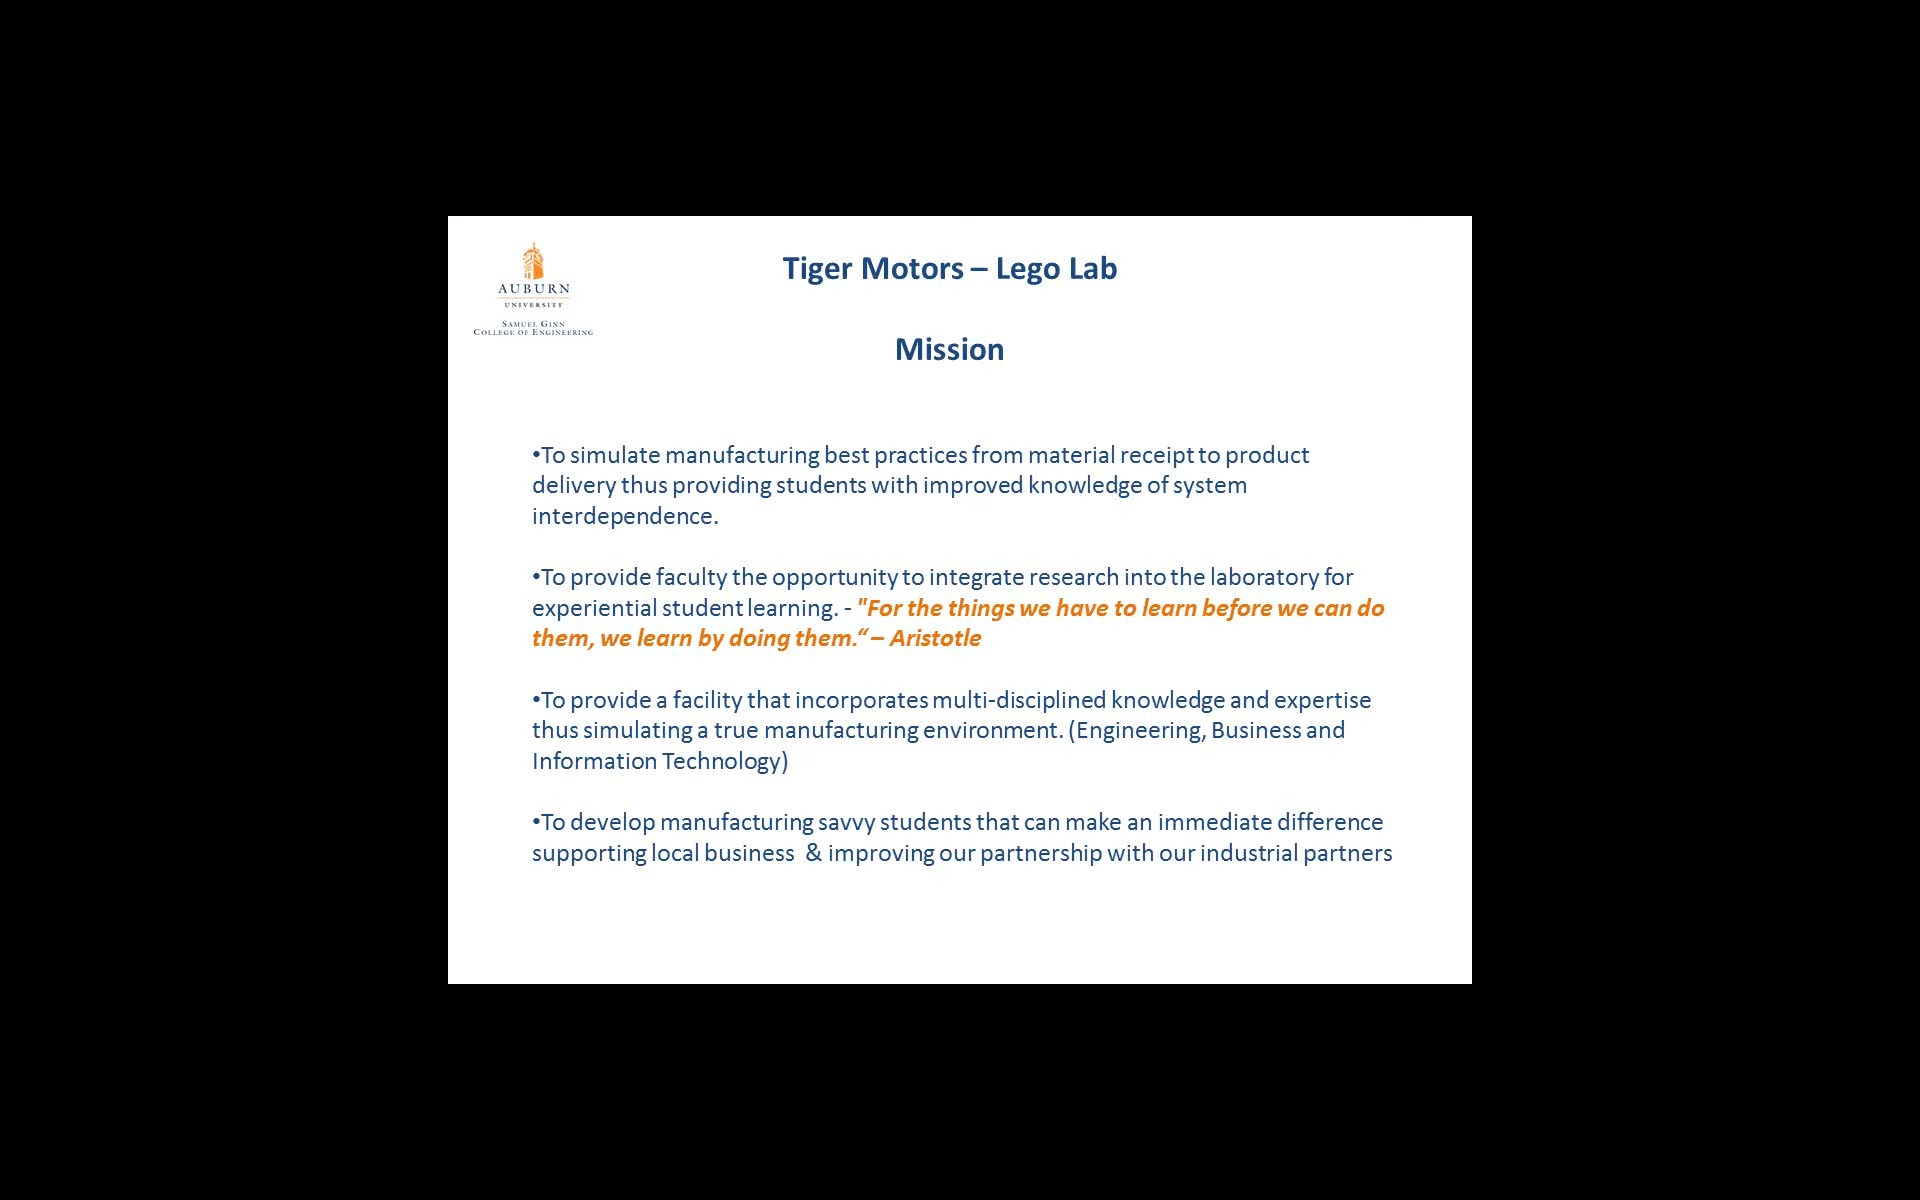 AUBURN
UNIVERSITY
SAMUEL GINN
COLLEGE OF ENGINEERING
Tiger Motors – Lego Lab
Mission
•To simulate manufacturing best practices from material receipt to product
delivery thus providing students with improved knowledge of system
interdependence.
•To provide faculty the opportunity to integrate research into the laboratory for
experiential student learning. - "For the things we have to learn before we can do
them, we learn by doing them.“ – Aristotle
•To provide a facility that incorporates multi-disciplined knowledge and expertise
thus simulating a true manufacturing environment. (Engineering, Business and
Information Technology)
•To develop manufacturing savvy students that can make an immediate difference
supporting local business  & improving our partnership with our industrial partners